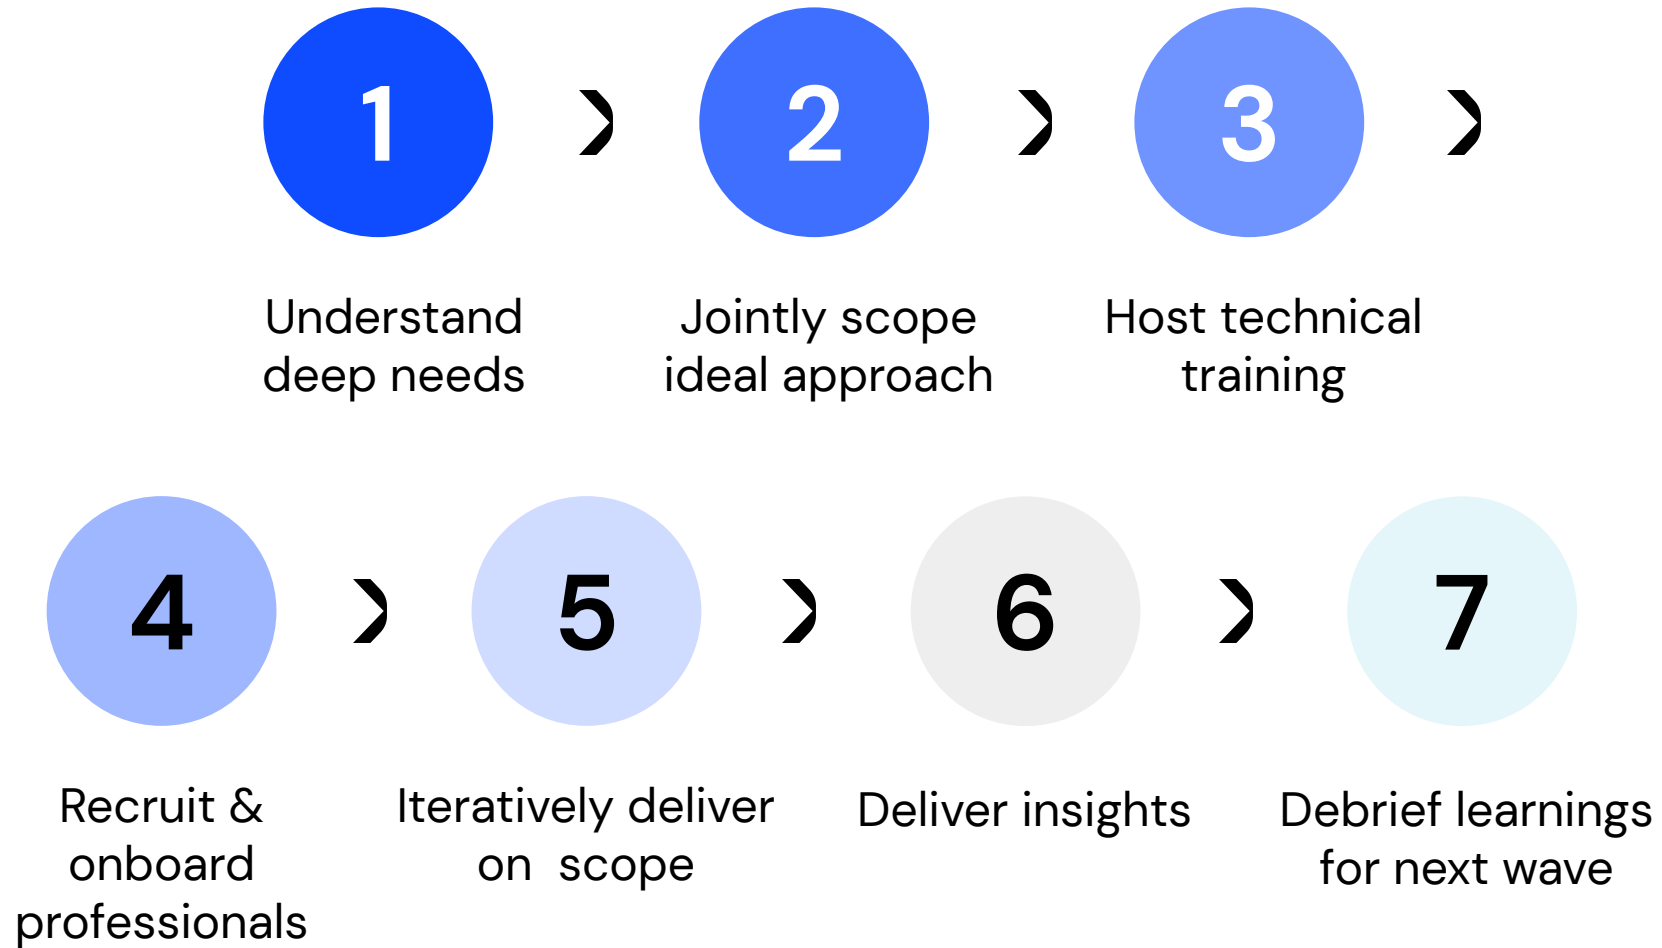 1
2
3
Understand
deep needs
Jointly scope
ideal approach
Host technical
training
4
5
6
7
Recruit &
onboard
professionals
Iteratively deliver
on  scope
Deliver insights
Debrief learnings
for next wave